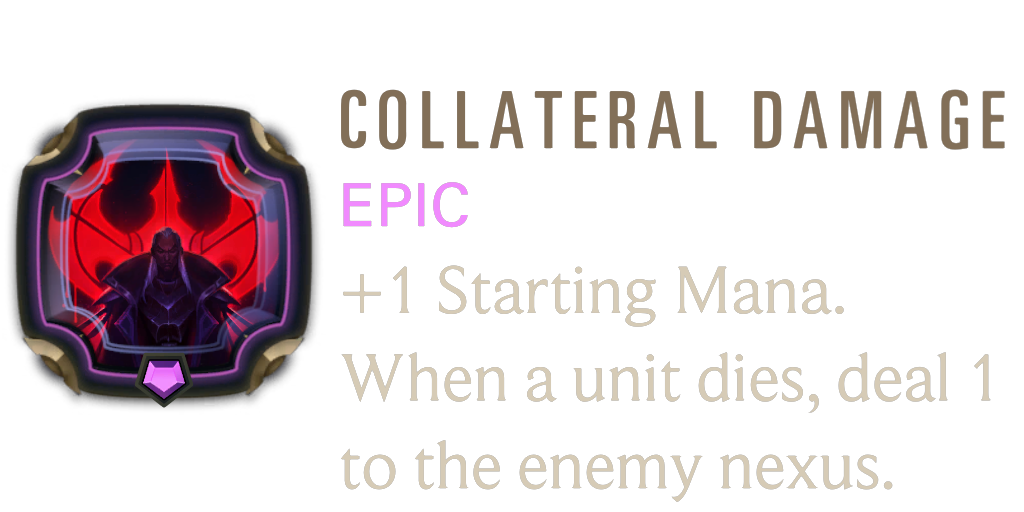 COLLATERAL DAMAGE
EPIC
+1 Starting Mana.
When a unit dies, deal 1
to the enemy nexus.